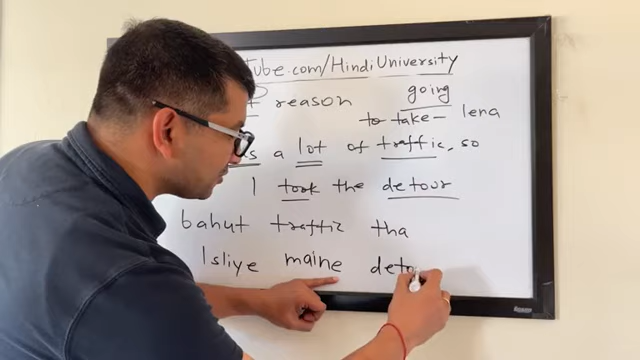 Tube.com/HindiUniversity
reason going
to take - lena
a lot of traffic, so
I took the detour
bahut traffic tha
Isliye maine deto